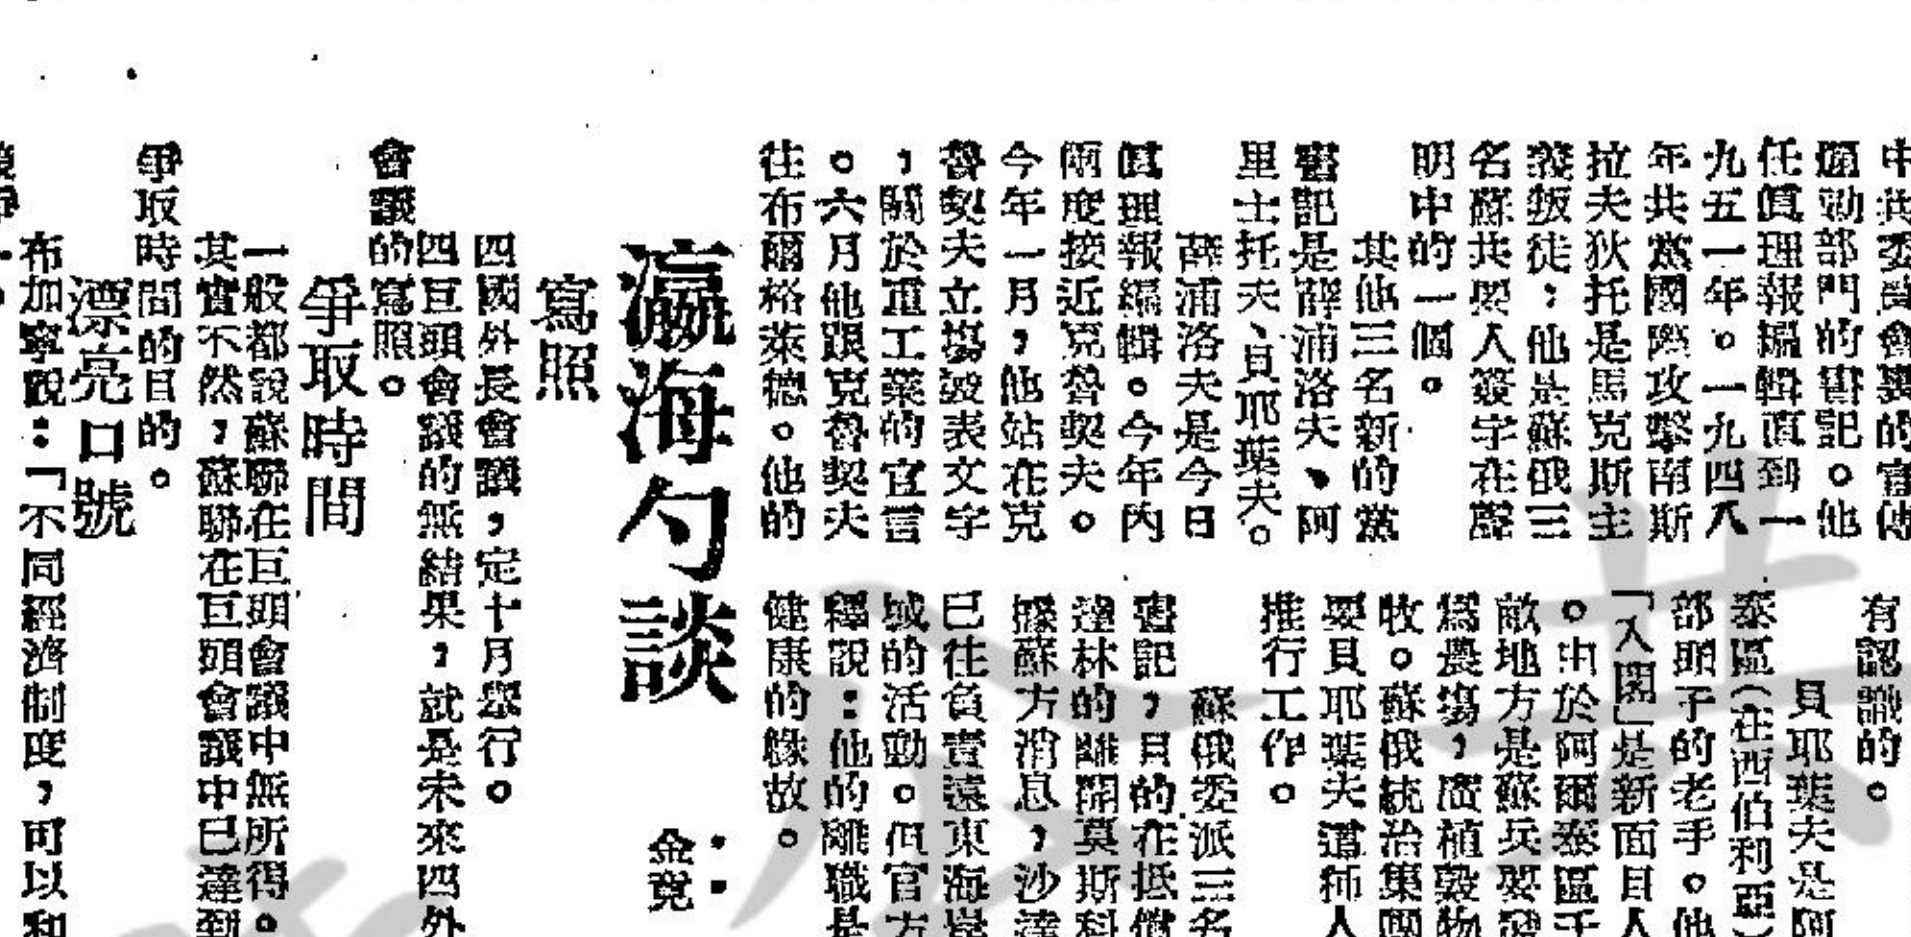 中共委員會裏的宣傳
鼓動部門的書記。他
任眞理報編輯直到一
九五一年。一九四八
年共黨國際攻擊南斯
拉夫狄托是馬克斯主
義叛徒,他是蘇俄三
名蘇共要人簽字在聲
明中的一個。
其他三名新的黨
書記是薛浦洛夫、阿
里士托夫、貝耶葉夫。
薛浦洛夫是今日
眞理報編輯。今年內
兩度接近克魯契夫。
今年一月,他站在克
魯契夫立場發表文字
,關於重工業的宣言
。六月他跟克魯契夫
往布爾格萊德。他的
有認識的。
貝耶葉夫是阿
泰區(在西伯利亞)
部頭子的老手。他
「入閣」是新面目人
。由於阿爾泰區千
敵地方是蘇兵要發
爲農場,廣植穀物
牧。蘇俄統治集團
要貝耶葉夫這種人
推行工作。
蘇俄委派三名
書記,目的在抵償
達林的離開莫斯科
據蘇方消息,沙達
已往負責遠東海岸
域的活動。但官方
釋說:他的離職是
健康的緣故。
瀛海勺談
金竟
寫照
四國外長會議,定十月舉行。
四巨頭會議的無結果,就是未來四外
會議的寫照。
爭取時間
一般都說蘇聯在巨頭會議中無所得。
其實不然,蘇聯在巨頭會議中已達到
爭取時間的目的。
漂亮口號
布加寧說:「不同經濟制度,可以和